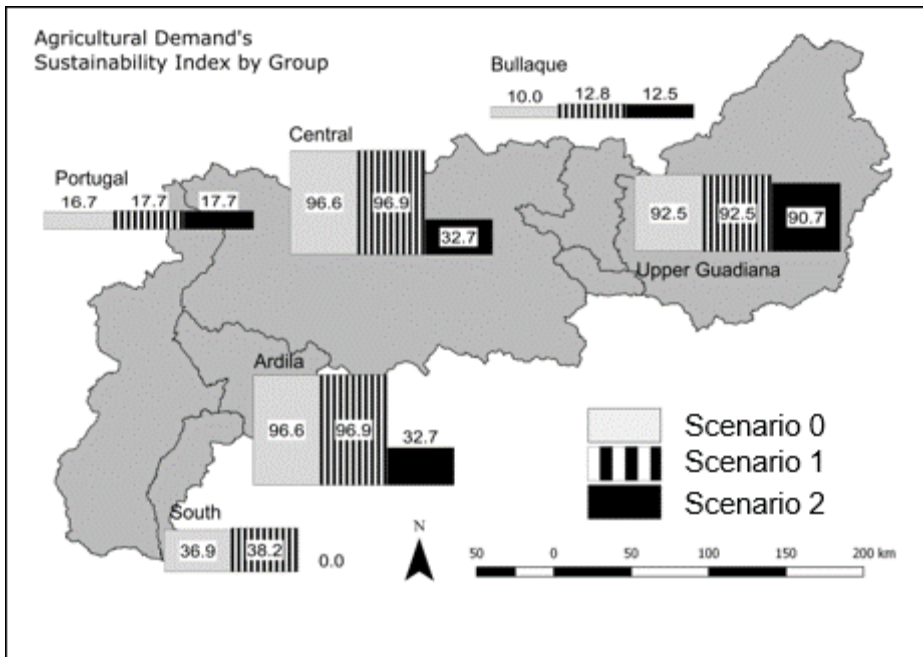 Agricultural Demand's
Sustainability Index by Group
Bullaque
10.0 12.8 12.5
Central
96.6 96.9 32.7
Portugal
16.7 17.7 17.7
92.5 92.5 90.7
Upper Guadiana
Ardila
96.6 96.9 32.7
Scenario 0
Scenario 1
Scenario 2
South
36.9 38.2 0.0
N
50 0 50 100 150 200 km